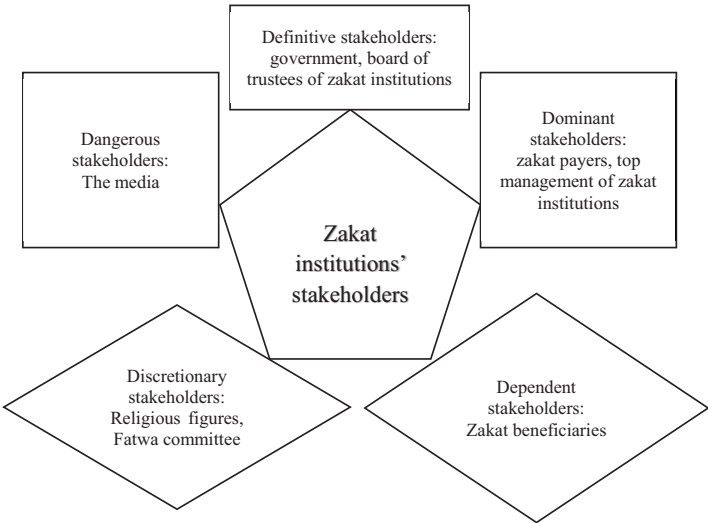 Definitive stakeholders:
government, board of
trustees of zakat institutions
Dangerous
stakeholders:
The media
Dominant
stakeholders:
zakat payers, top
management of zakat
institutions
Zakat
institutions’
stakeholders
Discretionary
stakeholders:
Religious figures,
Fatwa committee
Dependent
stakeholders:
Zakat beneficiaries